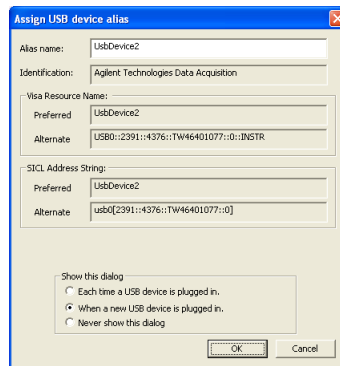 Assign USB device alias
Alias name: UsbDevice2
Identification: Agilent Technologies Data Acquisition
Visa Resource Name:
Preferred UsbDevice2
Alternate USB0::2391::4376::TW46401077::0::INSTR
SICL Address String:
Preferred UsbDevice2
Alternate usb0[2391::4376::TW46401077::0]
Show this dialog
Each time a USB device is plugged in.
When a new USB device is plugged in.
Never show this dialog
OK Cancel